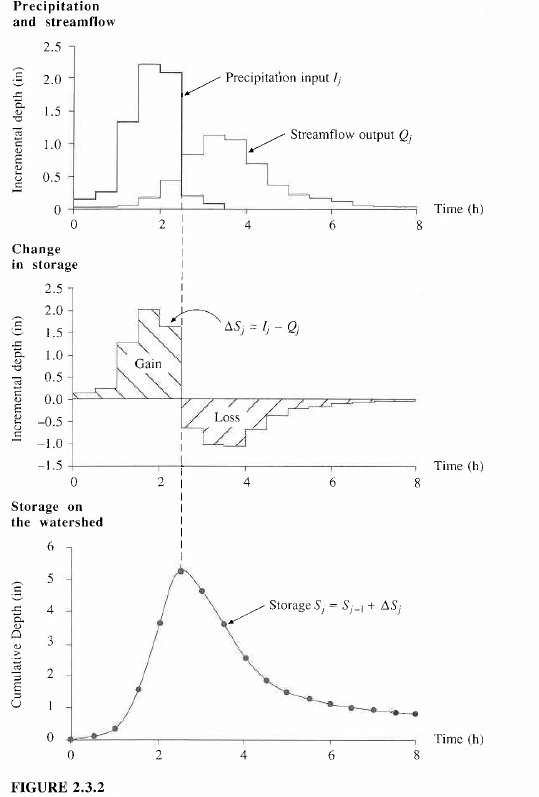 Precipitation
and streamflow
Incremental depth (in)
2.5
2.0
1.5
1.0
0.5
0
Precipitation input Ij
Streamflow output Qj
0 2 4 6 8
Time (h)
Change
in storage
Incremental depth (in)
2.5
2.0
1.5
1.0
0.5
0.0
−0.5
−1.0
−1.5
ΔSj = Ij − Qj
Gain
Loss
0 2 4 6 8
Time (h)
Storage on
the watershed
Cumulative Depth (in)
6
5
4
3
2
1
0
Storage Sj = Sj−1 + ΔSj
0 2 4 6 8
Time (h)
FIGURE 2.3.2